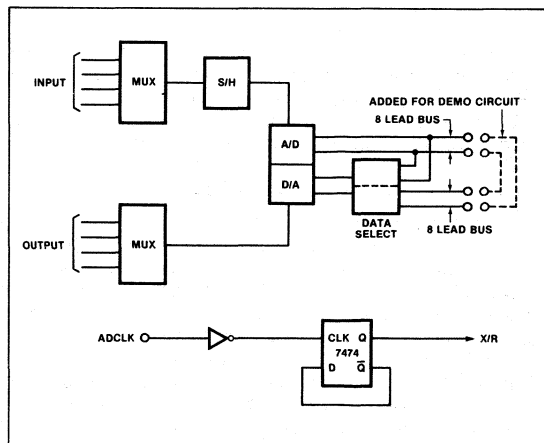 INPUT
MUX
S/H
ADDED FOR DEMO CIRCUIT
8 LEAD BUS
A/D
D/A
DATA
SELECT
8 LEAD BUS
OUTPUT
MUX
ADCLK
CLK Q
7474
D Q̅
X/R